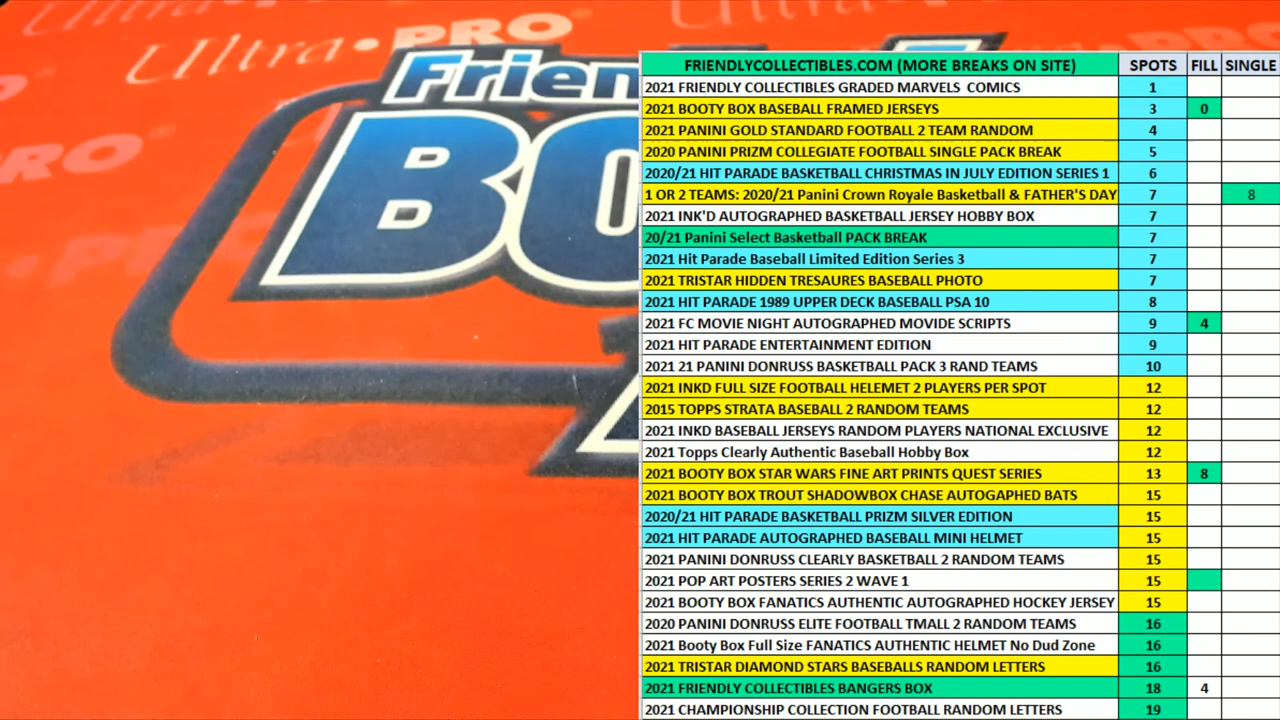 Ultra•PRO
Ultra•PRO
PRO
Frien
BO
FRIENDLYCOLLECTIBLES.COM (MORE BREAKS ON SITE) SPOTS FILL SINGLE
2021 FRIENDLY COLLECTIBLES GRADED MARVELS COMICS 1
2021 BOOTY BOX BASEBALL FRAMED JERSEYS 3 0
2021 PANINI GOLD STANDARD FOOTBALL 2 TEAM RANDOM 4
2020 PANINI PRIZM COLLEGIATE FOOTBALL SINGLE PACK BREAK 5
2020/21 HIT PARADE BASKETBALL CHRISTMAS IN JULY EDITION SERIES 1 6
1 OR 2 TEAMS: 2020/21 Panini Crown Royale Basketball & FATHER'S DAY 7 8
2021 INK'D AUTOGRAPHED BASKETBALL JERSEY HOBBY BOX 7
20/21 Panini Select Basketball PACK BREAK 7
2021 Hit Parade Baseball Limited Edition Series 3 7
2021 TRISTAR HIDDEN TRESAURES BASEBALL PHOTO 7
2021 HIT PARADE 1989 UPPER DECK BASEBALL PSA 10 8
2021 FC MOVIE NIGHT AUTOGRAPHED MOVIDE SCRIPTS 9 4
2021 HIT PARADE ENTERTAINMENT EDITION 9
2021 21 PANINI DONRUSS BASKETBALL PACK 3 RAND TEAMS 10
2021 INKD FULL SIZE FOOTBALL HELEMET 2 PLAYERS PER SPOT 12
2015 TOPPS STRATA BASEBALL 2 RANDOM TEAMS 12
2021 INKD BASEBALL JERSEYS RANDOM PLAYERS NATIONAL EXCLUSIVE 12
2021 Topps Clearly Authentic Baseball Hobby Box 12
2021 BOOTY BOX STAR WARS FINE ART PRINTS QUEST SERIES 13 8
2021 BOOTY BOX TROUT SHADOWBOX CHASE AUTOGAPHED BATS 15
2020/21 HIT PARADE BASKETBALL PRIZM SILVER EDITION 15
2021 HIT PARADE AUTOGRAPHED BASEBALL MINI HELMET 15
2021 PANINI DONRUSS CLEARLY BASKETBALL 2 RANDOM TEAMS 15
2021 POP ART POSTERS SERIES 2 WAVE 1 15
2021 BOOTY BOX FANATICS AUTHENTIC AUTOGRAPHED HOCKEY JERSEY 15
2020 PANINI DONRUSS ELITE FOOTBALL TMALL 2 RANDOM TEAMS 16
2021 Booty Box Full Size FANATICS AUTHENTIC HELMET No Dud Zone 16
2021 TRISTAR DIAMOND STARS BASEBALLS RANDOM LETTERS 16
2021 FRIENDLY COLLECTIBLES BANGERS BOX 18 4
2021 CHAMPIONSHIP COLLECTION FOOTBALL RANDOM LETTERS 19